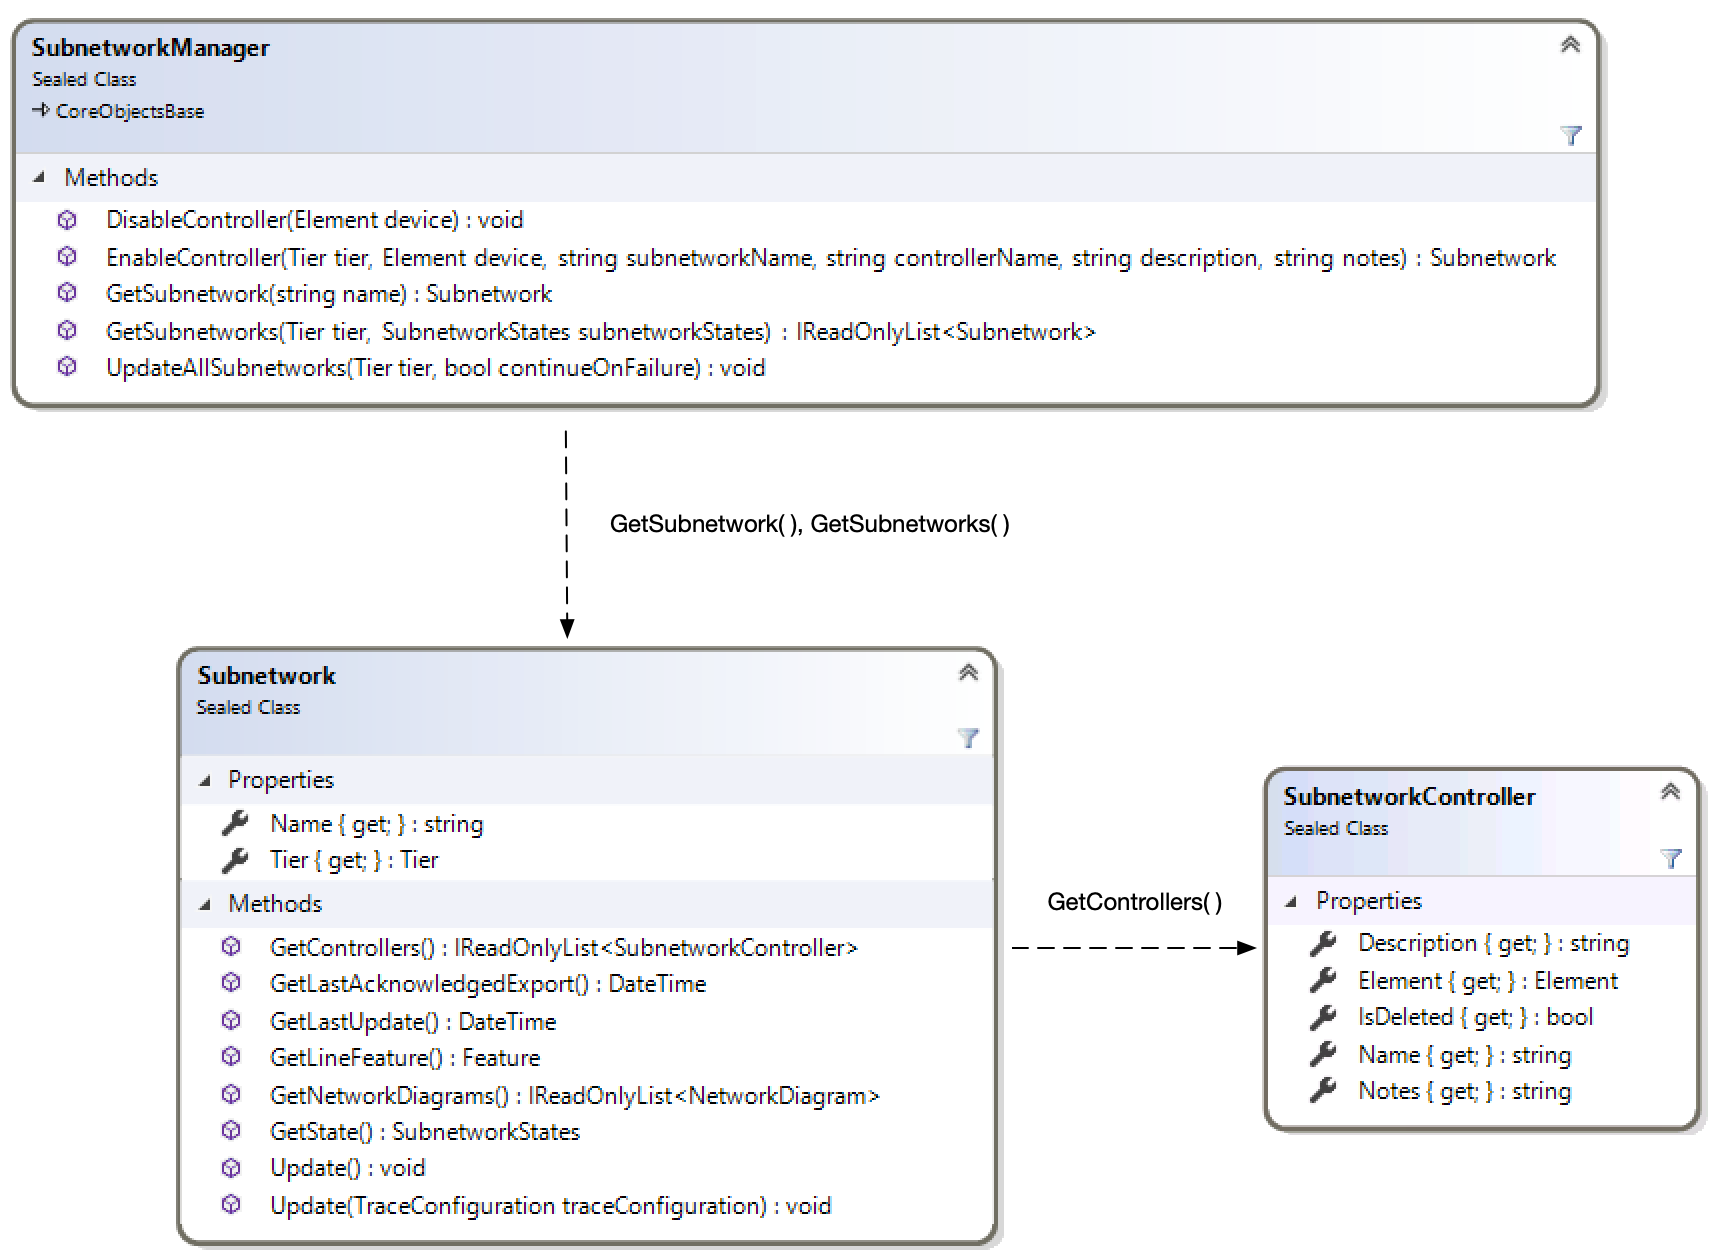 SubnetworkManager
Sealed Class
CoreObjectsBase
Methods
DisableController(Element device) : void
EnableController(Tier tier, Element device, string subnetworkName, string controllerName, string description, string notes) : Subnetwork
GetSubnetwork(string name) : Subnetwork
GetSubnetworks(Tier tier, SubnetworkStates subnetworkStates) : IReadOnlyList<Subnetwork>
UpdateAllSubnetworks(Tier tier, bool continueOnFailure) : void
GetSubnetwork( ), GetSubnetworks( )
Subnetwork
Sealed Class
Properties
Name { get; } : string
Tier { get; } : Tier
Methods
GetControllers() : IReadOnlyList<SubnetworkController>
GetLastAcknowledgedExport() : DateTime
GetLastUpdate() : DateTime
GetLineFeature() : Feature
GetNetworkDiagrams() : IReadOnlyList<NetworkDiagram>
GetState() : SubnetworkStates
Update() : void
Update(TraceConfiguration traceConfiguration) : void
GetControllers( )
SubnetworkController
Sealed Class
Properties
Description { get; } : string
Element { get; } : Element
IsDeleted { get; } : bool
Name { get; } : string
Notes { get; } : string